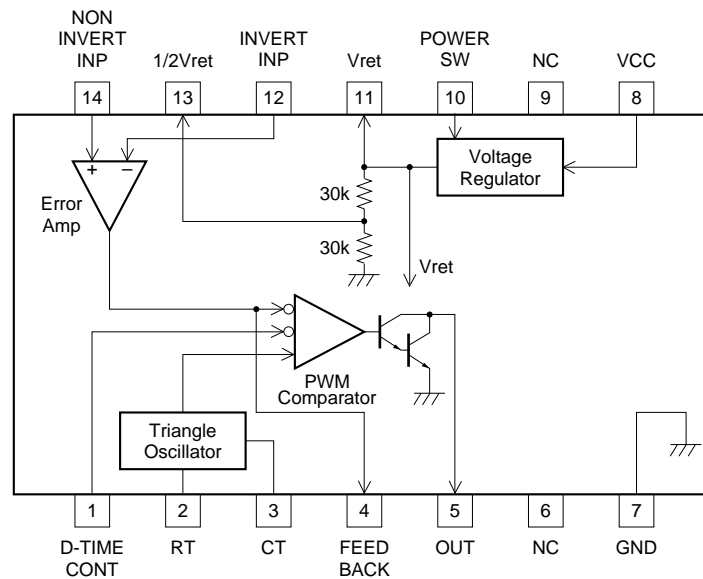 NON
INVERT
INP
1/2Vret
INVERT
INP
Vret
POWER
SW
NC
VCC
14
13
12
11
10
9
8
+
−
Error
Amp
30k
30k
Voltage
Regulator
Vret
PWM
Comparator
Triangle
Oscillator
1
2
3
4
5
6
7
D-TIME
CONT
RT
CT
FEED
BACK
OUT
NC
GND